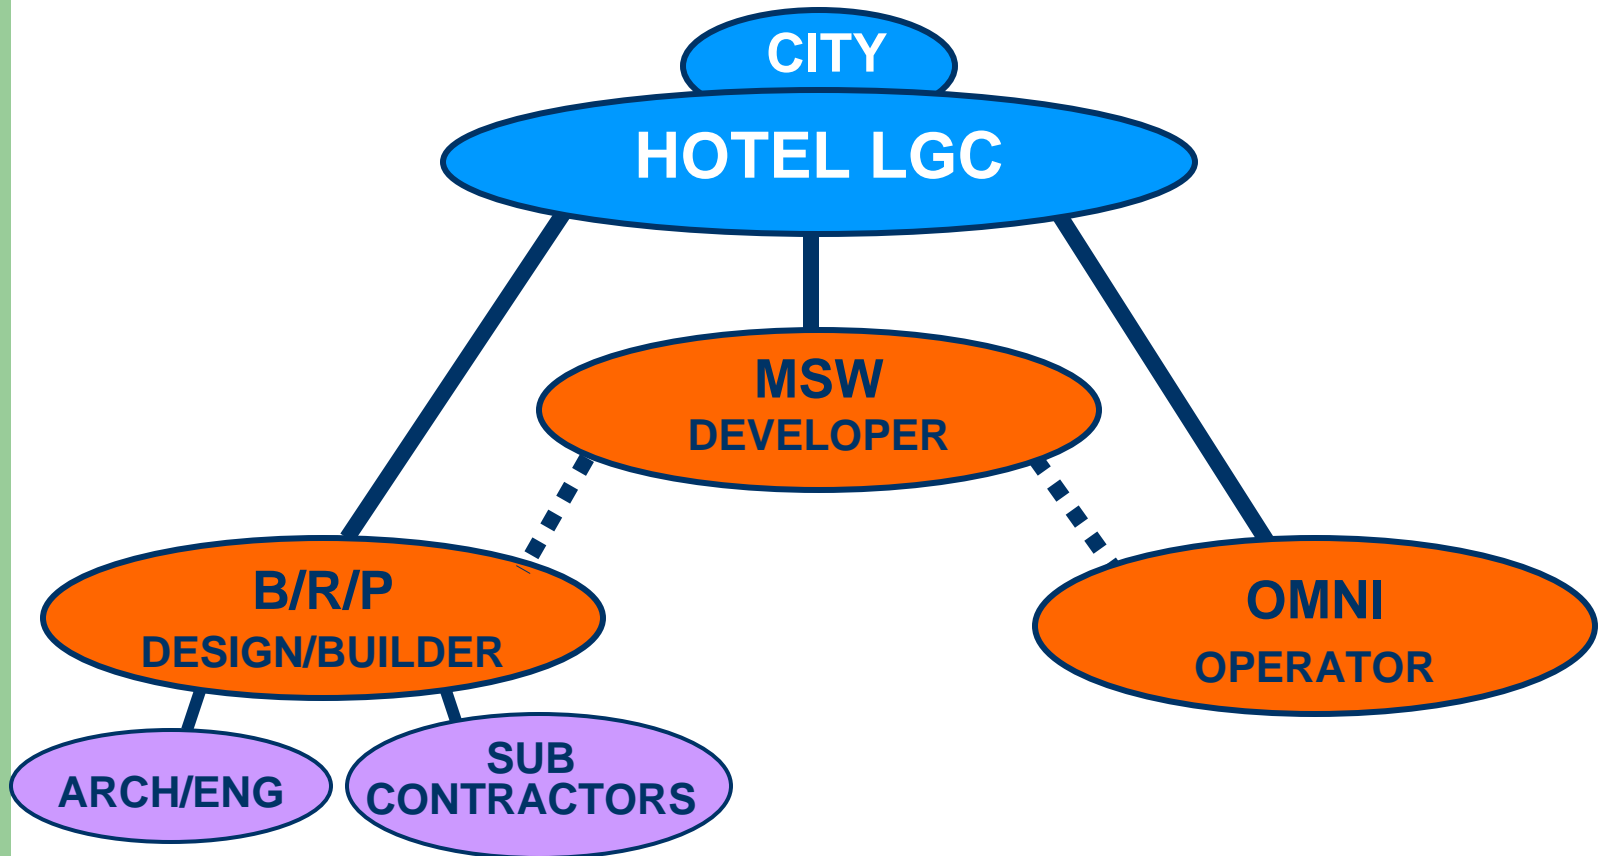 CITY
HOTEL LGC
MSW
DEVELOPER
B/R/P
DESIGN/BUILDER
OMNI
OPERATOR
ARCH/ENG
SUB
CONTRACTORS